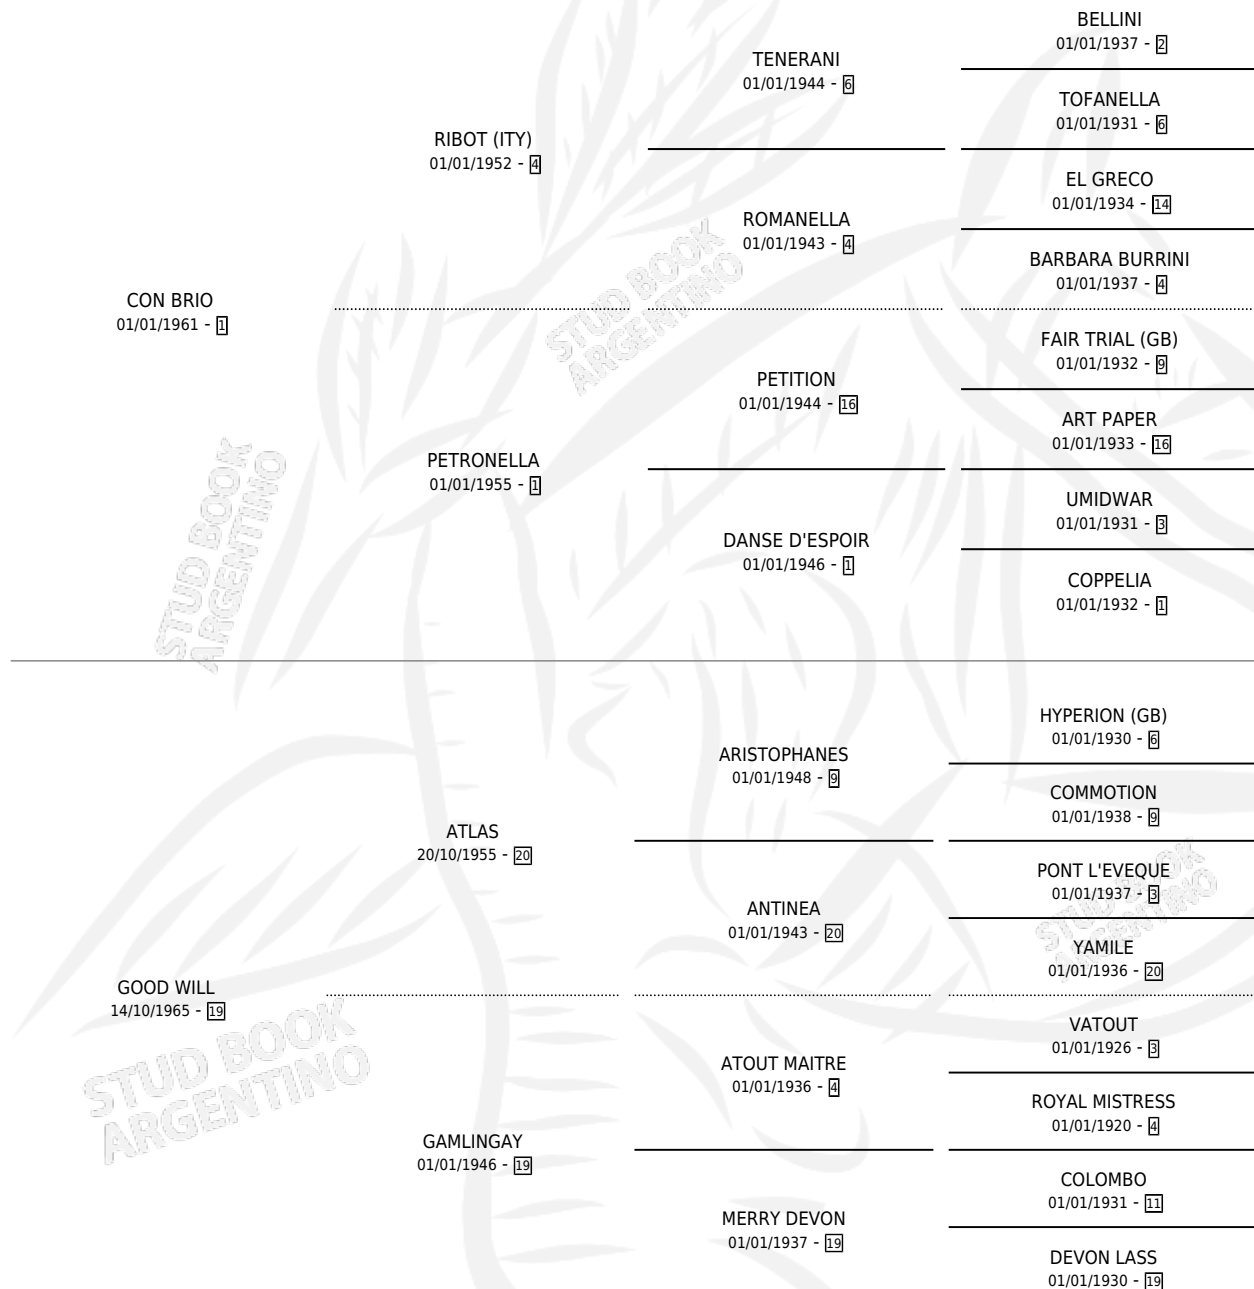 BELLINI
01/01/1937 - 2
TENERANI
01/01/1944 - 6
TOFANELLA
01/01/1931 - 6
RIBOT (ITY)
01/01/1952 - 4
EL GRECO
01/01/1934 - 14
ROMANELLA
01/01/1943 - 4
BARBARA BURRINI
01/01/1937 - 4
CON BRIO
01/01/1961 - 1
FAIR TRIAL (GB)
01/01/1932 - 9
PETITION
01/01/1944 - 16
ART PAPER
01/01/1933 - 16
PETRONELLA
01/01/1955 - 1
UMIDWAR
01/01/1931 - 3
DANSE D'ESPOIR
01/01/1946 - 1
COPPELIA
01/01/1932 - 1
HYPERION (GB)
01/01/1930 - 6
ARISTOPHANES
01/01/1948 - 9
COMMOTION
01/01/1938 - 9
ATLAS
20/10/1955 - 20
PONT L'EVEQUE
01/01/1937 - 3
ANTINEA
01/01/1943 - 20
YAMILE
01/01/1936 - 20
GOOD WILL
14/10/1965 - 19
VATOUT
01/01/1926 - 3
ATOUT MAITRE
01/01/1936 - 4
ROYAL MISTRESS
01/01/1920 - 4
GAMLINGAY
01/01/1946 - 19
COLOMBO
01/01/1931 - 11
MERRY DEVON
01/01/1937 - 19
DEVON LASS
01/01/1930 - 19
STUD BOOK
ARGENTINO
STUD BOOK
ARGENTINO
STUD BOOK
ARGENTINO
STUD BOOK
ARGENTINO